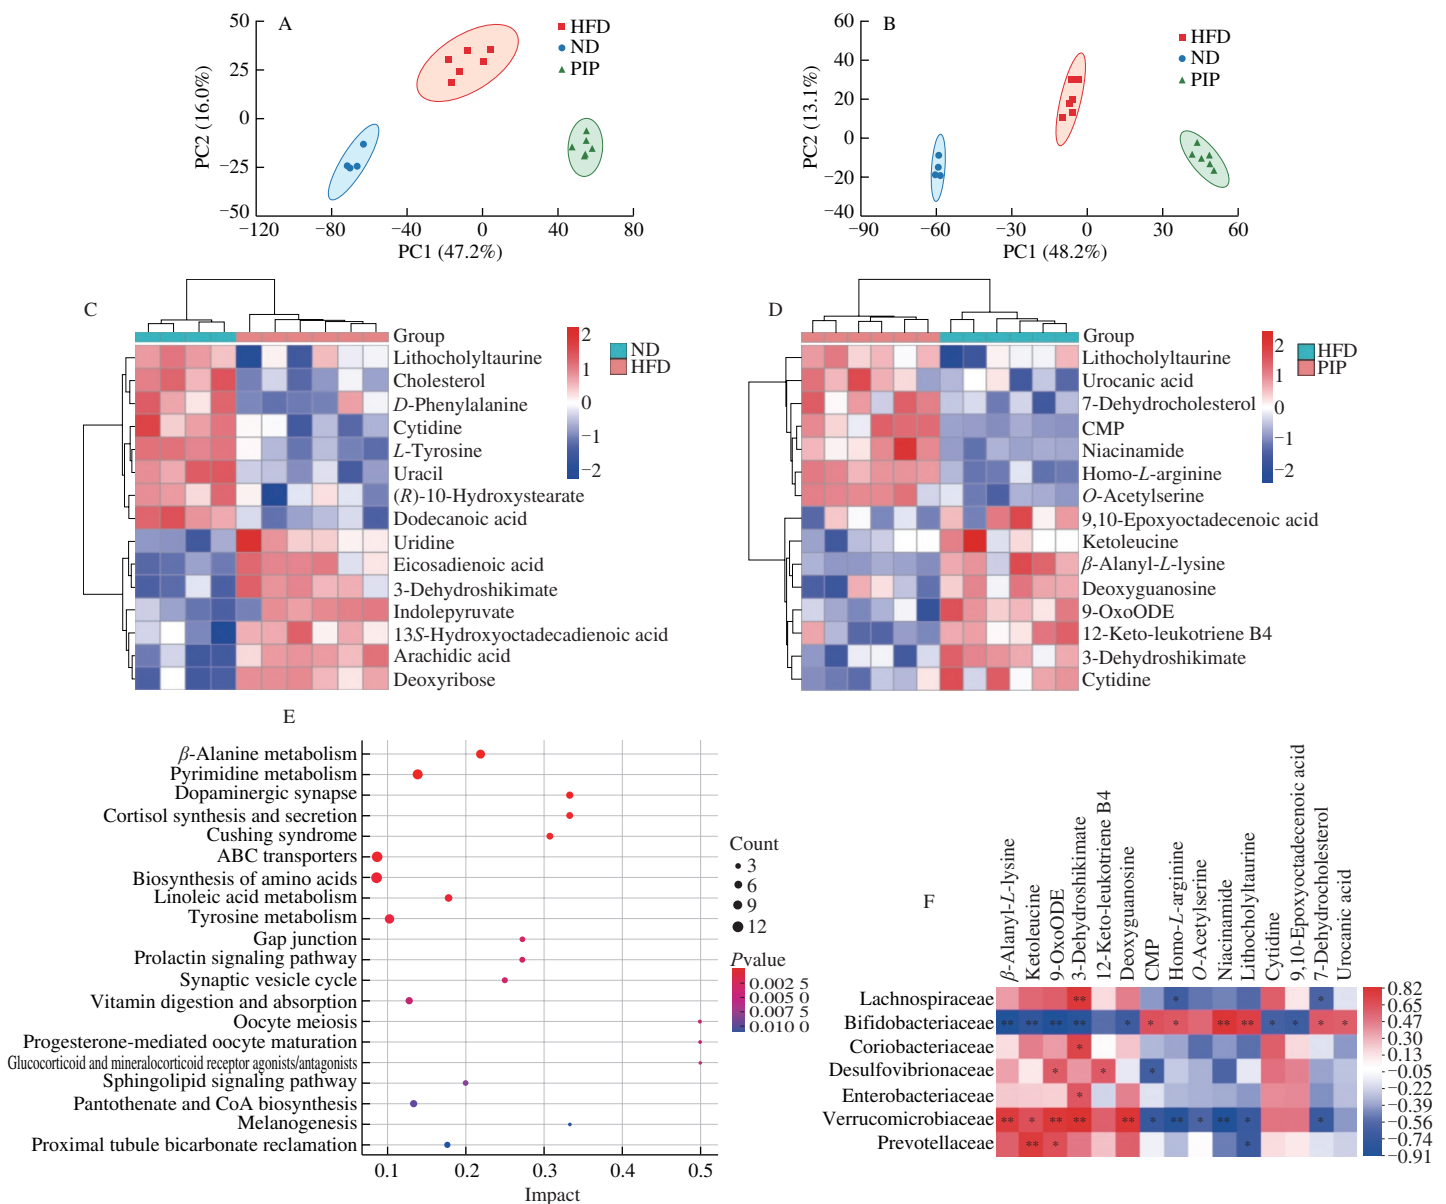 A
50
25
0
−25
−50
PC2 (16.0%)
−120
−80
−40
0
40
80
PC1 (47.2%)
HFD
ND
PIP
B
60
40
20
0
−20
−40
PC2 (13.1%)
−90
−60
−30
0
30
60
PC1 (48.2%)
HFD
ND
PIP
C
Group
Lithocholyltaurine
Cholesterol
D-Phenylalanine
Cytidine
L-Tyrosine
Uracil
(R)-10-Hydroxystearate
Dodecanoic acid
Uridine
Eicosadienoic acid
3-Dehydroshikimate
Indolepyruvate
13S-Hydroxyoctadecadienoic acid
Arachidic acid
Deoxyribose
2
1
0
−1
−2
ND
HFD
D
Group
Lithocholyltaurine
Urocanic acid
7-Dehydrocholesterol
CMP
Niacinamide
Homo-L-arginine
O-Acetylserine
9,10-Epoxyoctadecenoic acid
Ketoleucine
β-Alanyl-L-lysine
Deoxyguanosine
9-OxoODE
12-Keto-leukotriene B4
3-Dehydroshikimate
Cytidine
2
1
0
−1
−2
HFD
PIP
E
β-Alanine metabolism
Pyrimidine metabolism
Dopaminergic synapse
Cortisol synthesis and secretion
Cushing syndrome
ABC transporters
Biosynthesis of amino acids
Linoleic acid metabolism
Tyrosine metabolism
Gap junction
Prolactin signaling pathway
Synaptic vesicle cycle
Vitamin digestion and absorption
Oocyte meiosis
Progesterone-mediated oocyte maturation
Glucocorticoid and mineralocorticoid receptor agonists/antagonists
Sphingolipid signaling pathway
Pantothenate and CoA biosynthesis
Melanogenesis
Proximal tubule bicarbonate reclamation
0.1
0.2
0.3
0.4
0.5
Impact
Count
3
6
9
12
Pvalue
0.002 5
0.005 0
0.007 5
0.010 0
F
β-Alanyl-L-lysine
Ketoleucine
9-OxoODE
3-Dehydroshikimate
12-Keto-leukotriene B4
Deoxyguanosine
CMP
Homo-L-arginine
O-Acetylserine
Niacinamide
Lithocholyltaurine
Cytidine
9,10-Epoxyoctadecenoic acid
7-Dehydrocholesterol
Urocanic acid
Lachnospiraceae ** * *
Bifidobacteriaceae ** ** ** ** * * * ** ** * * * *
Coriobacteriaceae *
Desulfovibrionaceae * * *
Enterobacteriaceae *
Verrucomicrobiaceae ** * ** ** ** * ** * ** * *
Prevotellaceae ** * *
0.82
0.65
0.47
0.30
0.13
−0.05
−0.22
−0.39
−0.56
−0.74
−0.91